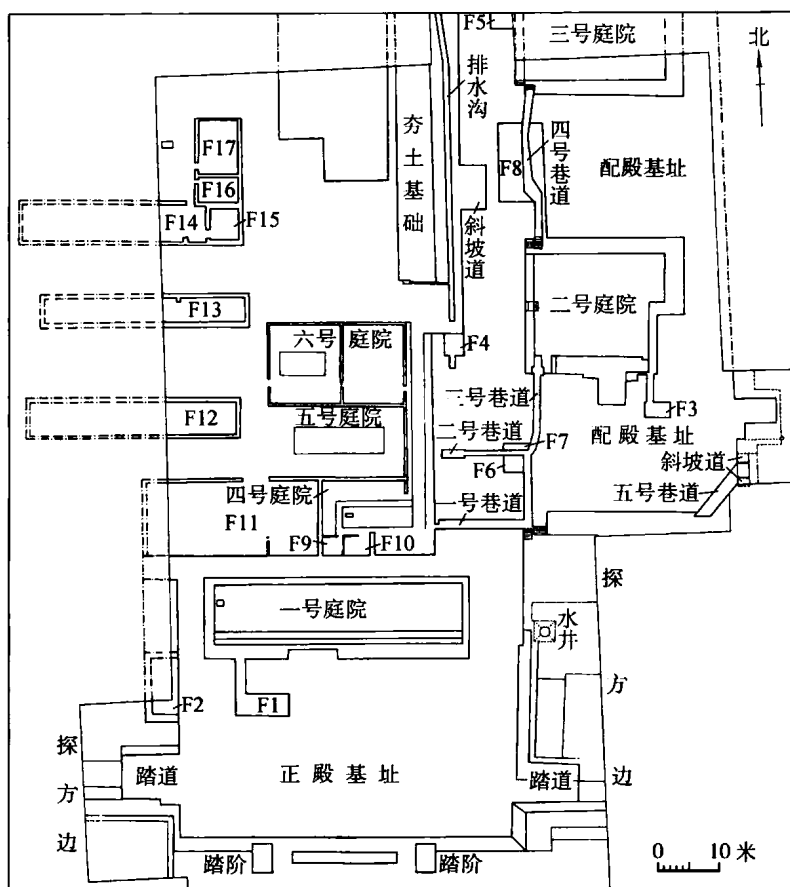 F5
三号庭院
北
排水沟
夯土基础
F8
四号巷道
配殿基址
F17
F16
F14
F15
斜坡道
二号庭院
F13
六号庭院
F4
三号巷道
F3
F12
五号庭院
二号巷道
F7
配殿基址
F6
斜坡道
五号巷道
四号庭院
F11
一号巷道
F9
F10
探方边
一号庭院
水井
F2
F1
探方边
踏道
正殿基址
踏道
踏阶
踏阶
0 10米